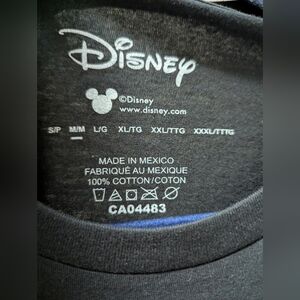 Disney
©Disney
www.disney.com
S/P M/M L/G XL/TG XXL/TTG XXXL/TTTG
MADE IN MEXICO
FABRIQUÉ AU MEXIQUE
100% COTTON/COTON
CA04483